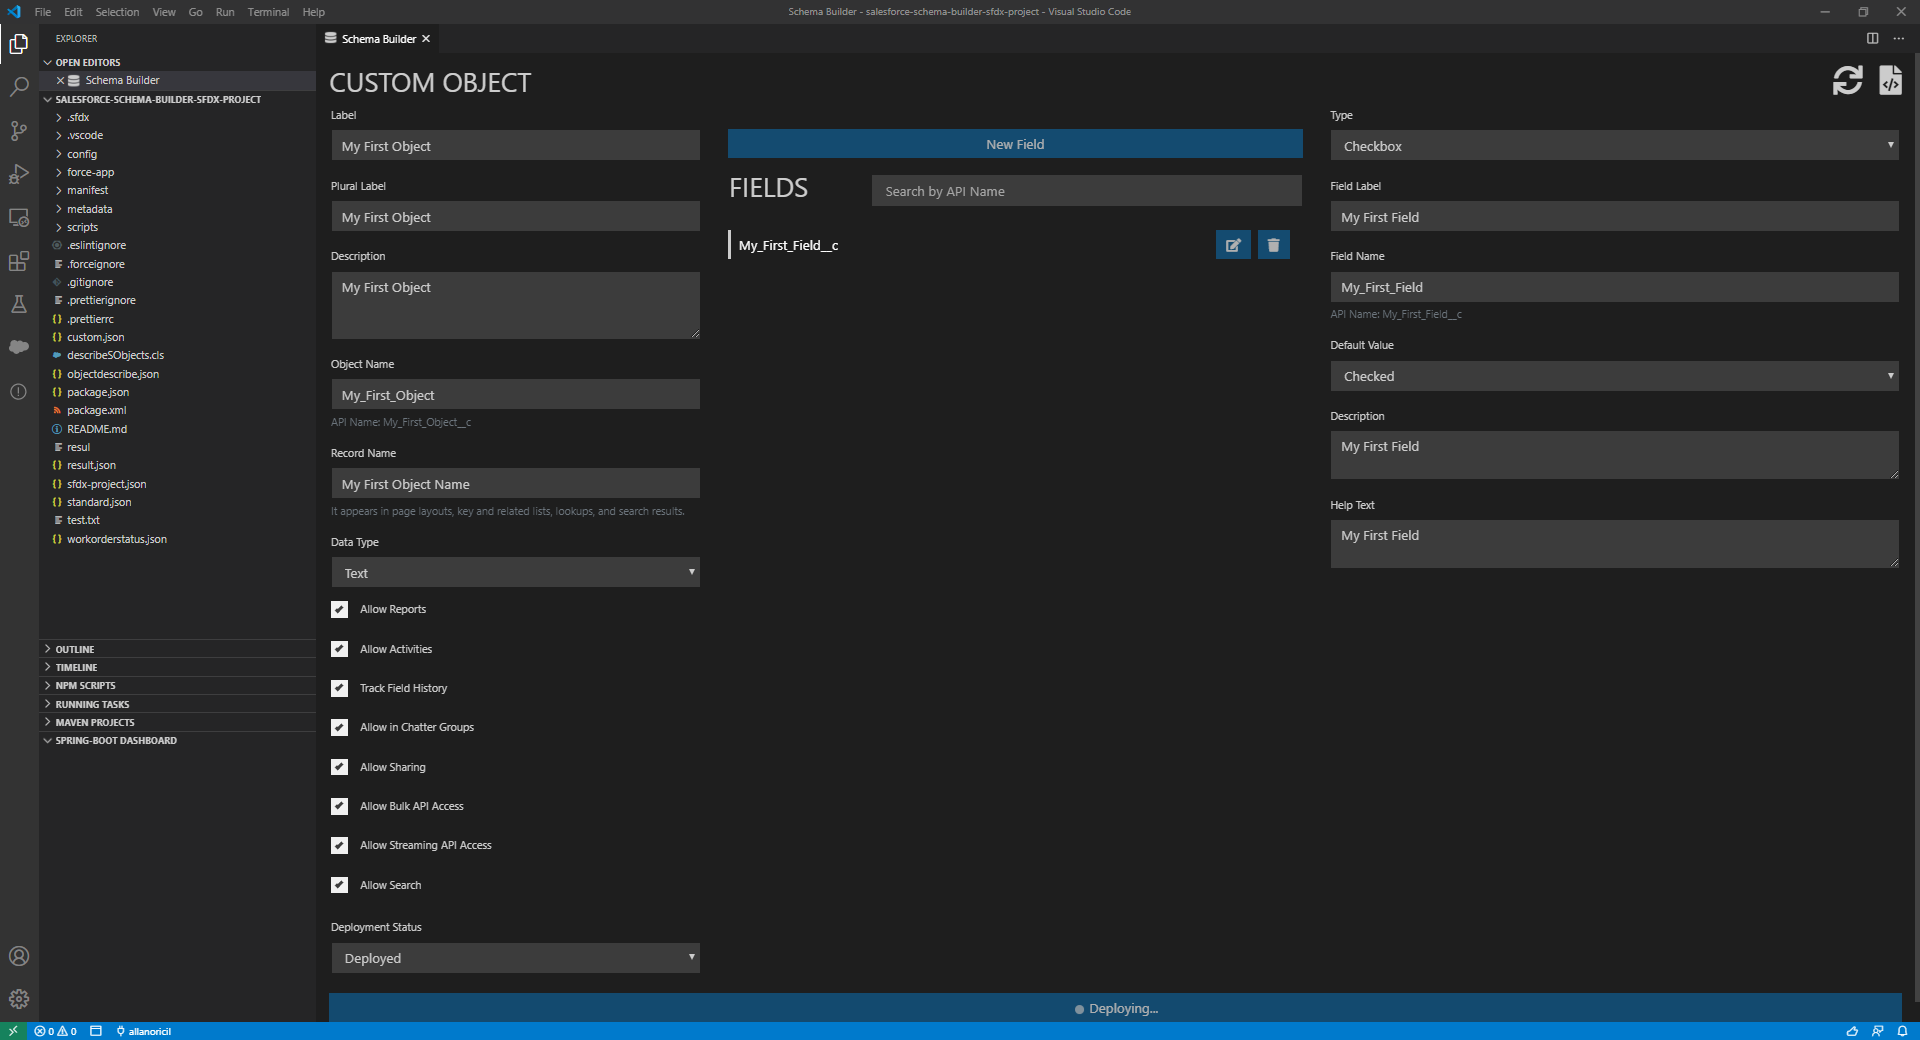 File Edit Selection View Go Run Terminal Help
Schema Builder - salesforce-schema-builder-sfdx-project - Visual Studio Code
EXPLORER
OPEN EDITORS
Schema Builder
SALESFORCE-SCHEMA-BUILDER-SFDX-PROJECT
.sfdx
.vscode
config
force-app
manifest
metadata
scripts
.eslintignore
.forceignore
.gitignore
.prettierignore
.prettierrc
custom.json
describeSObjects.cls
objectdescribe.json
package.json
package.xml
README.md
resul
result.json
sfdx-project.json
standard.json
test.txt
workorderstatus.json
OUTLINE
TIMELINE
NPM SCRIPTS
RUNNING TASKS
MAVEN PROJECTS
SPRING-BOOT DASHBOARD
Schema Builder
CUSTOM OBJECT
Label
My First Object
Plural Label
My First Object
Description
My First Object
Object Name
My_First_Object
API Name: My_First_Object__c
Record Name
My First Object Name
It appears in page layouts, key and related lists, lookups, and search results.
Data Type
Text
Allow Reports
Allow Activities
Track Field History
Allow in Chatter Groups
Allow Sharing
Allow Bulk API Access
Allow Streaming API Access
Allow Search
Deployment Status
Deployed
New Field
FIELDS
Search by API Name
My_First_Field__c
Type
Checkbox
Field Label
My First Field
Field Name
My_First_Field
API Name: My_First_Field__c
Default Value
Checked
Description
My First Field
Help Text
My First Field
Deploying...
0 0 allanoricil